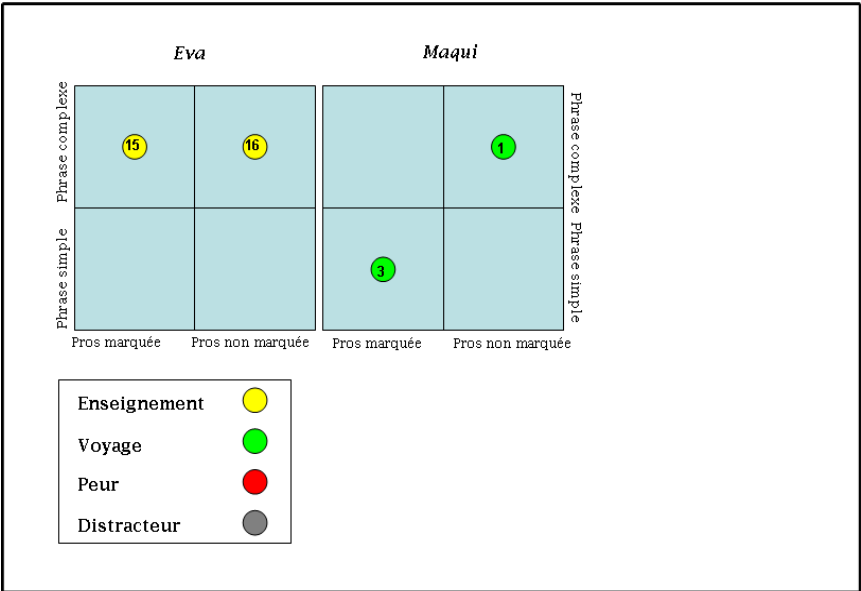 Eva
Maqui
Phrase complexe
15
16
1
Phrase complexe
Phrase simple
3
Phrase simple
Pros marquée
Pros non marquée
Pros marquée
Pros non marquée
Enseignement
Voyage
Peur
Distracteur